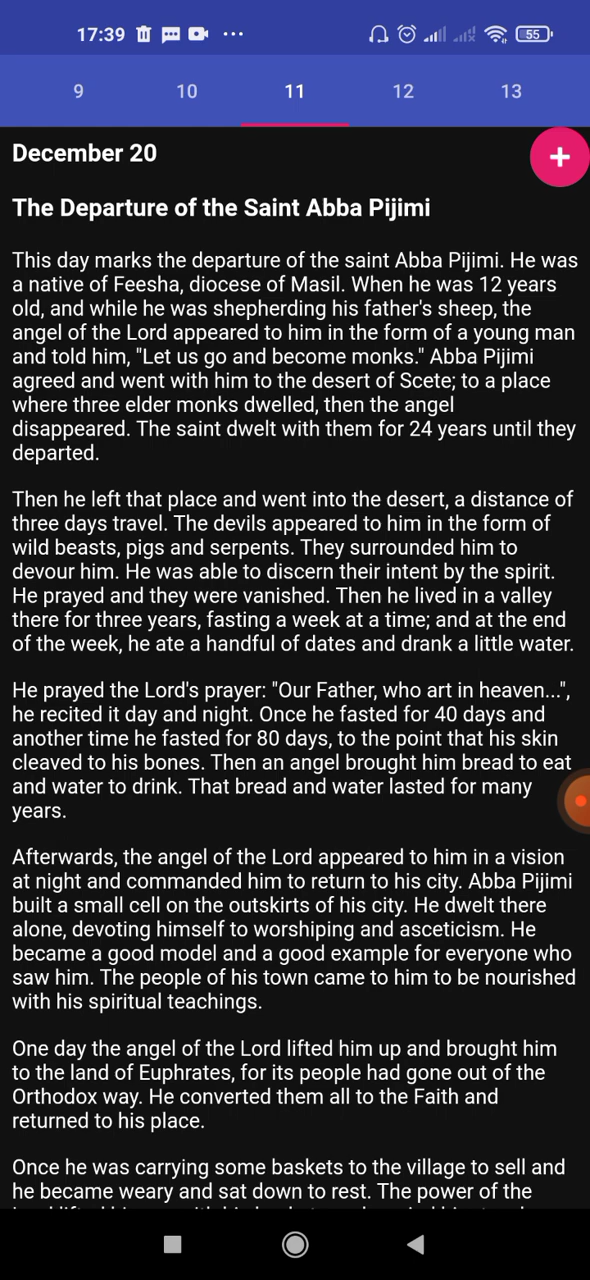 17:39
55
9 10 11 12 13
December 20
+
The Departure of the Saint Abba Pijimi
This day marks the departure of the saint Abba Pijimi. He was
a native of Feesha, diocese of Masil. When he was 12 years
old, and while he was shepherding his father's sheep, the
angel of the Lord appeared to him in the form of a young man
and told him, "Let us go and become monks." Abba Pijimi
agreed and went with him to the desert of Scete; to a place
where three elder monks dwelled, then the angel
disappeared. The saint dwelt with them for 24 years until they
departed.
Then he left that place and went into the desert, a distance of
three days travel. The devils appeared to him in the form of
wild beasts, pigs and serpents. They surrounded him to
devour him. He was able to discern their intent by the spirit.
He prayed and they were vanished. Then he lived in a valley
there for three years, fasting a week at a time; and at the end
of the week, he ate a handful of dates and drank a little water.
He prayed the Lord's prayer: "Our Father, who art in heaven...",
he recited it day and night. Once he fasted for 40 days and
another time he fasted for 80 days, to the point that his skin
cleaved to his bones. Then an angel brought him bread to eat
and water to drink. That bread and water lasted for many
years.
Afterwards, the angel of the Lord appeared to him in a vision
at night and commanded him to return to his city. Abba Pijimi
built a small cell on the outskirts of his city. He dwelt there
alone, devoting himself to worshiping and asceticism. He
became a good model and a good example for everyone who
saw him. The people of his town came to him to be nourished
with his spiritual teachings.
One day the angel of the Lord lifted him up and brought him
to the land of Euphrates, for its people had gone out of the
Orthodox way. He converted them all to the Faith and
returned to his place.
Once he was carrying some baskets to the village to sell and
he became weary and sat down to rest. The power of the